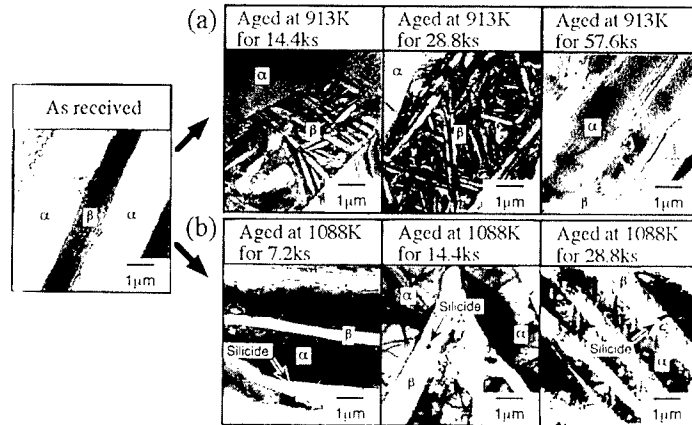 (a)
Aged at 913K
for 14.4ks
Aged at 913K
for 28.8ks
Aged at 913K
for 57.6ks
α
β
1μm
α
β
1μm
α
β
1μm
As received
α
β
α
1μm
(b)
Aged at 1088K
for 7.2ks
Aged at 1088K
for 14.4ks
Aged at 1088K
for 28.8ks
β
α
Silicide
1μm
α
Silicide
α
β
1μm
β
Silicide
α
1μm